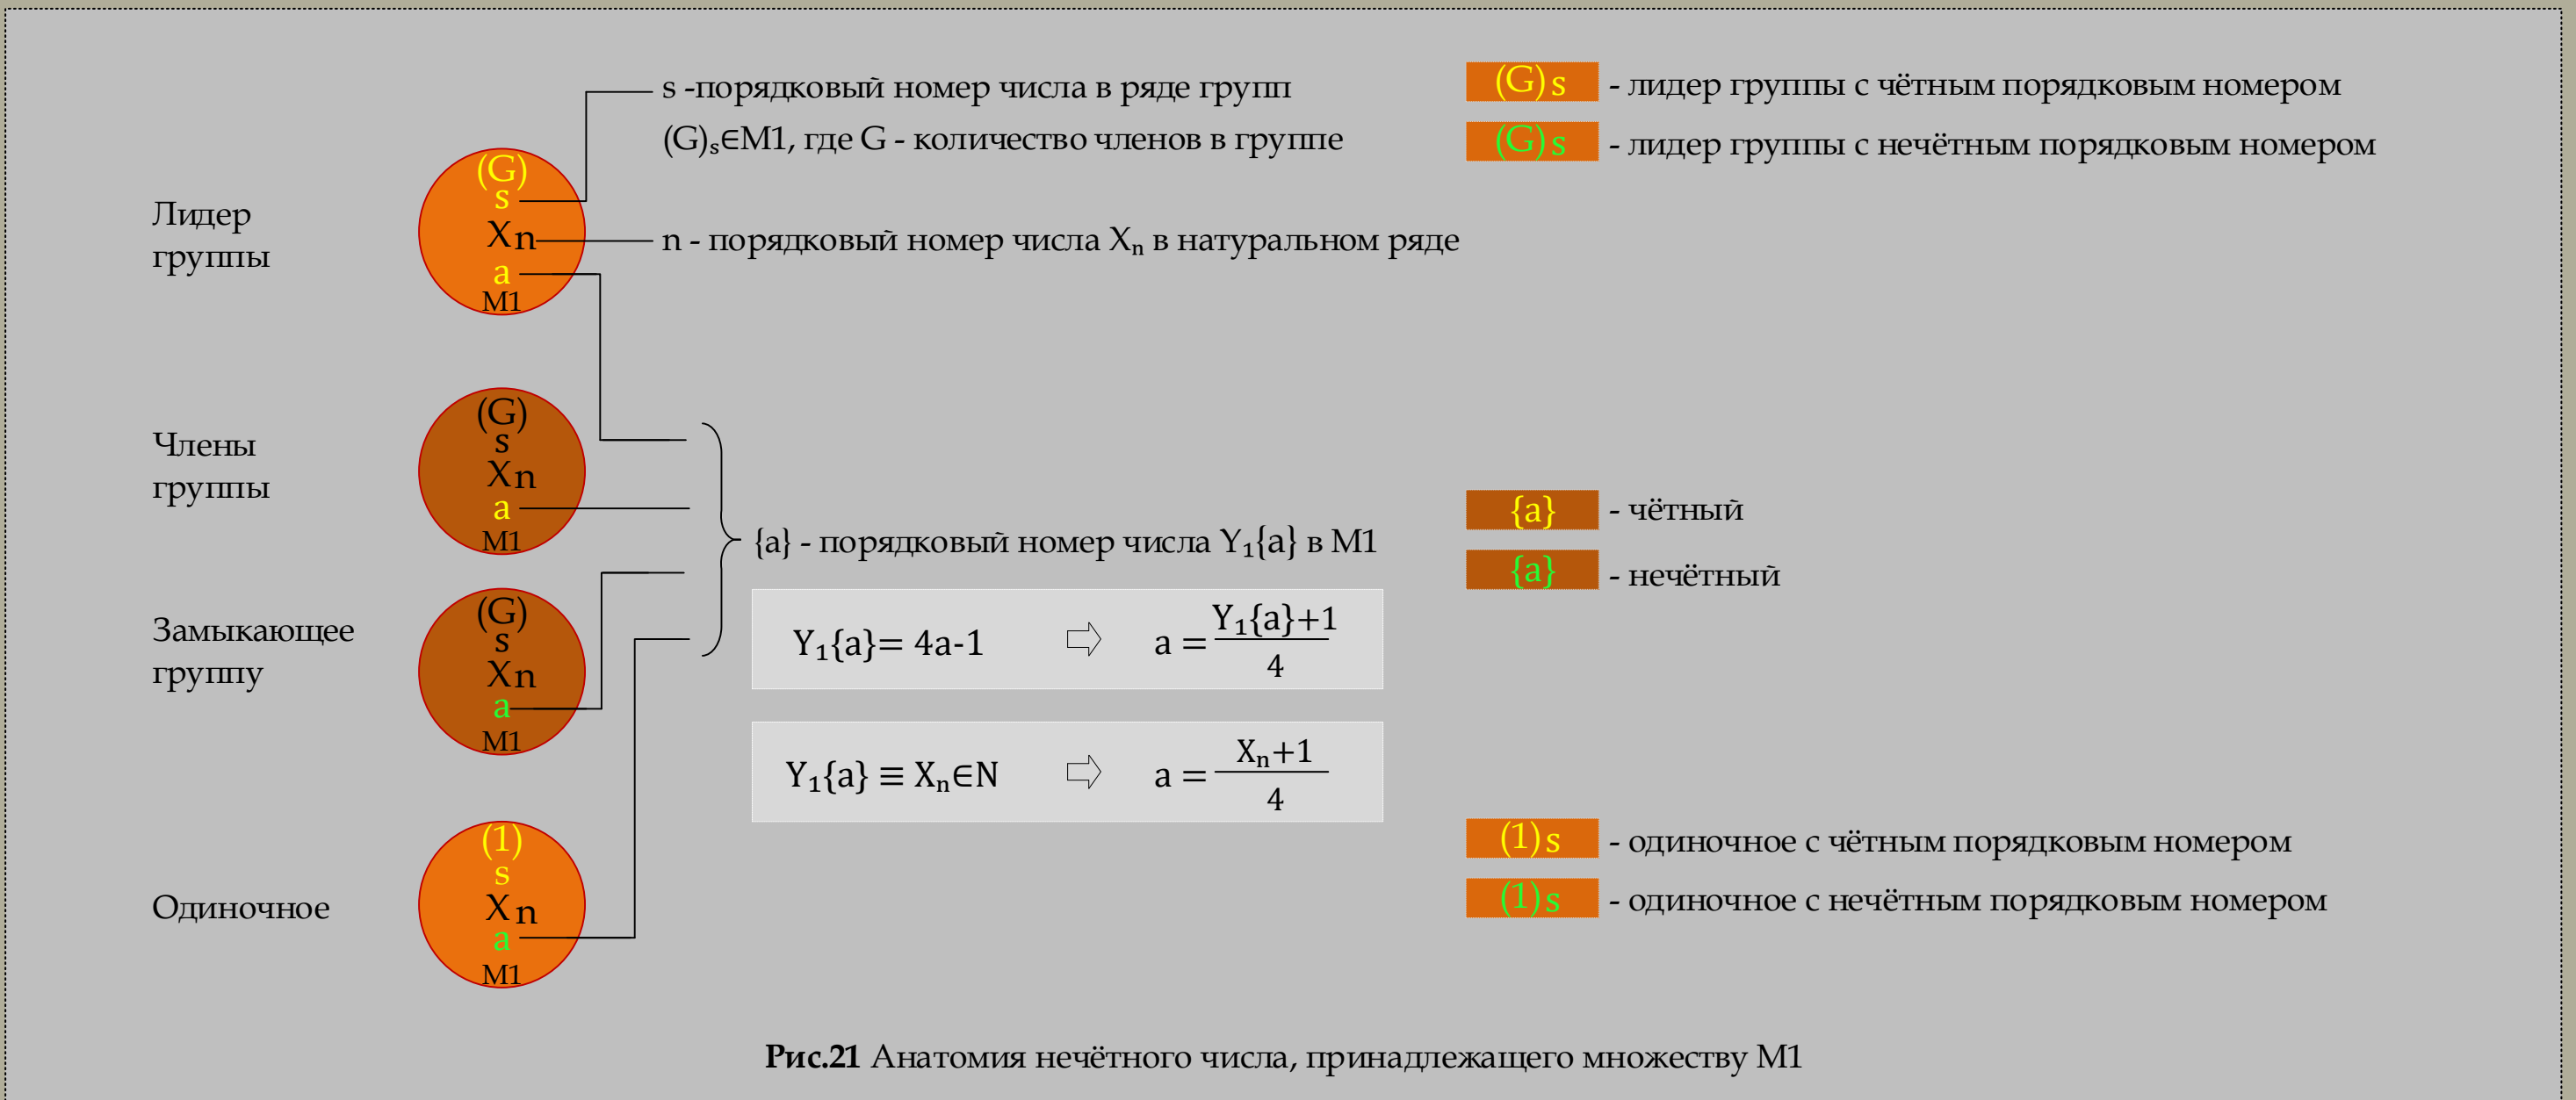 s -порядковый номер числа в ряде групп
(G)ₛ∈M1, где G - количество членов в группе
(G) s - лидер группы с чётным порядковым номером
(G) s - лидер группы с нечётным порядковым номером
Лидер
группы
(G)
s
Xn
a
M1
n - порядковый номер числа Xₙ в натуральном ряде
Члены
группы
(G)
s
Xn
a
M1
{a} - порядковый номер числа Y₁{a} в M1
{a} - чётный
{a} - нечётный
Замыкающее
группу
(G)
s
Xn
a
M1
Y₁{a}= 4a-1 ⇨ a = (Y₁{a}+1)/4
Y₁{a} ≡ Xₙ∈N ⇨ a = (Xₙ+1)/4
Одиночное
(1)
s
Xn
a
M1
(1) s - одиночное с чётным порядковым номером
(1) s - одиночное с нечётным порядковым номером
Рис.21 Анатомия нечётного числа, принадлежащего множеству M1